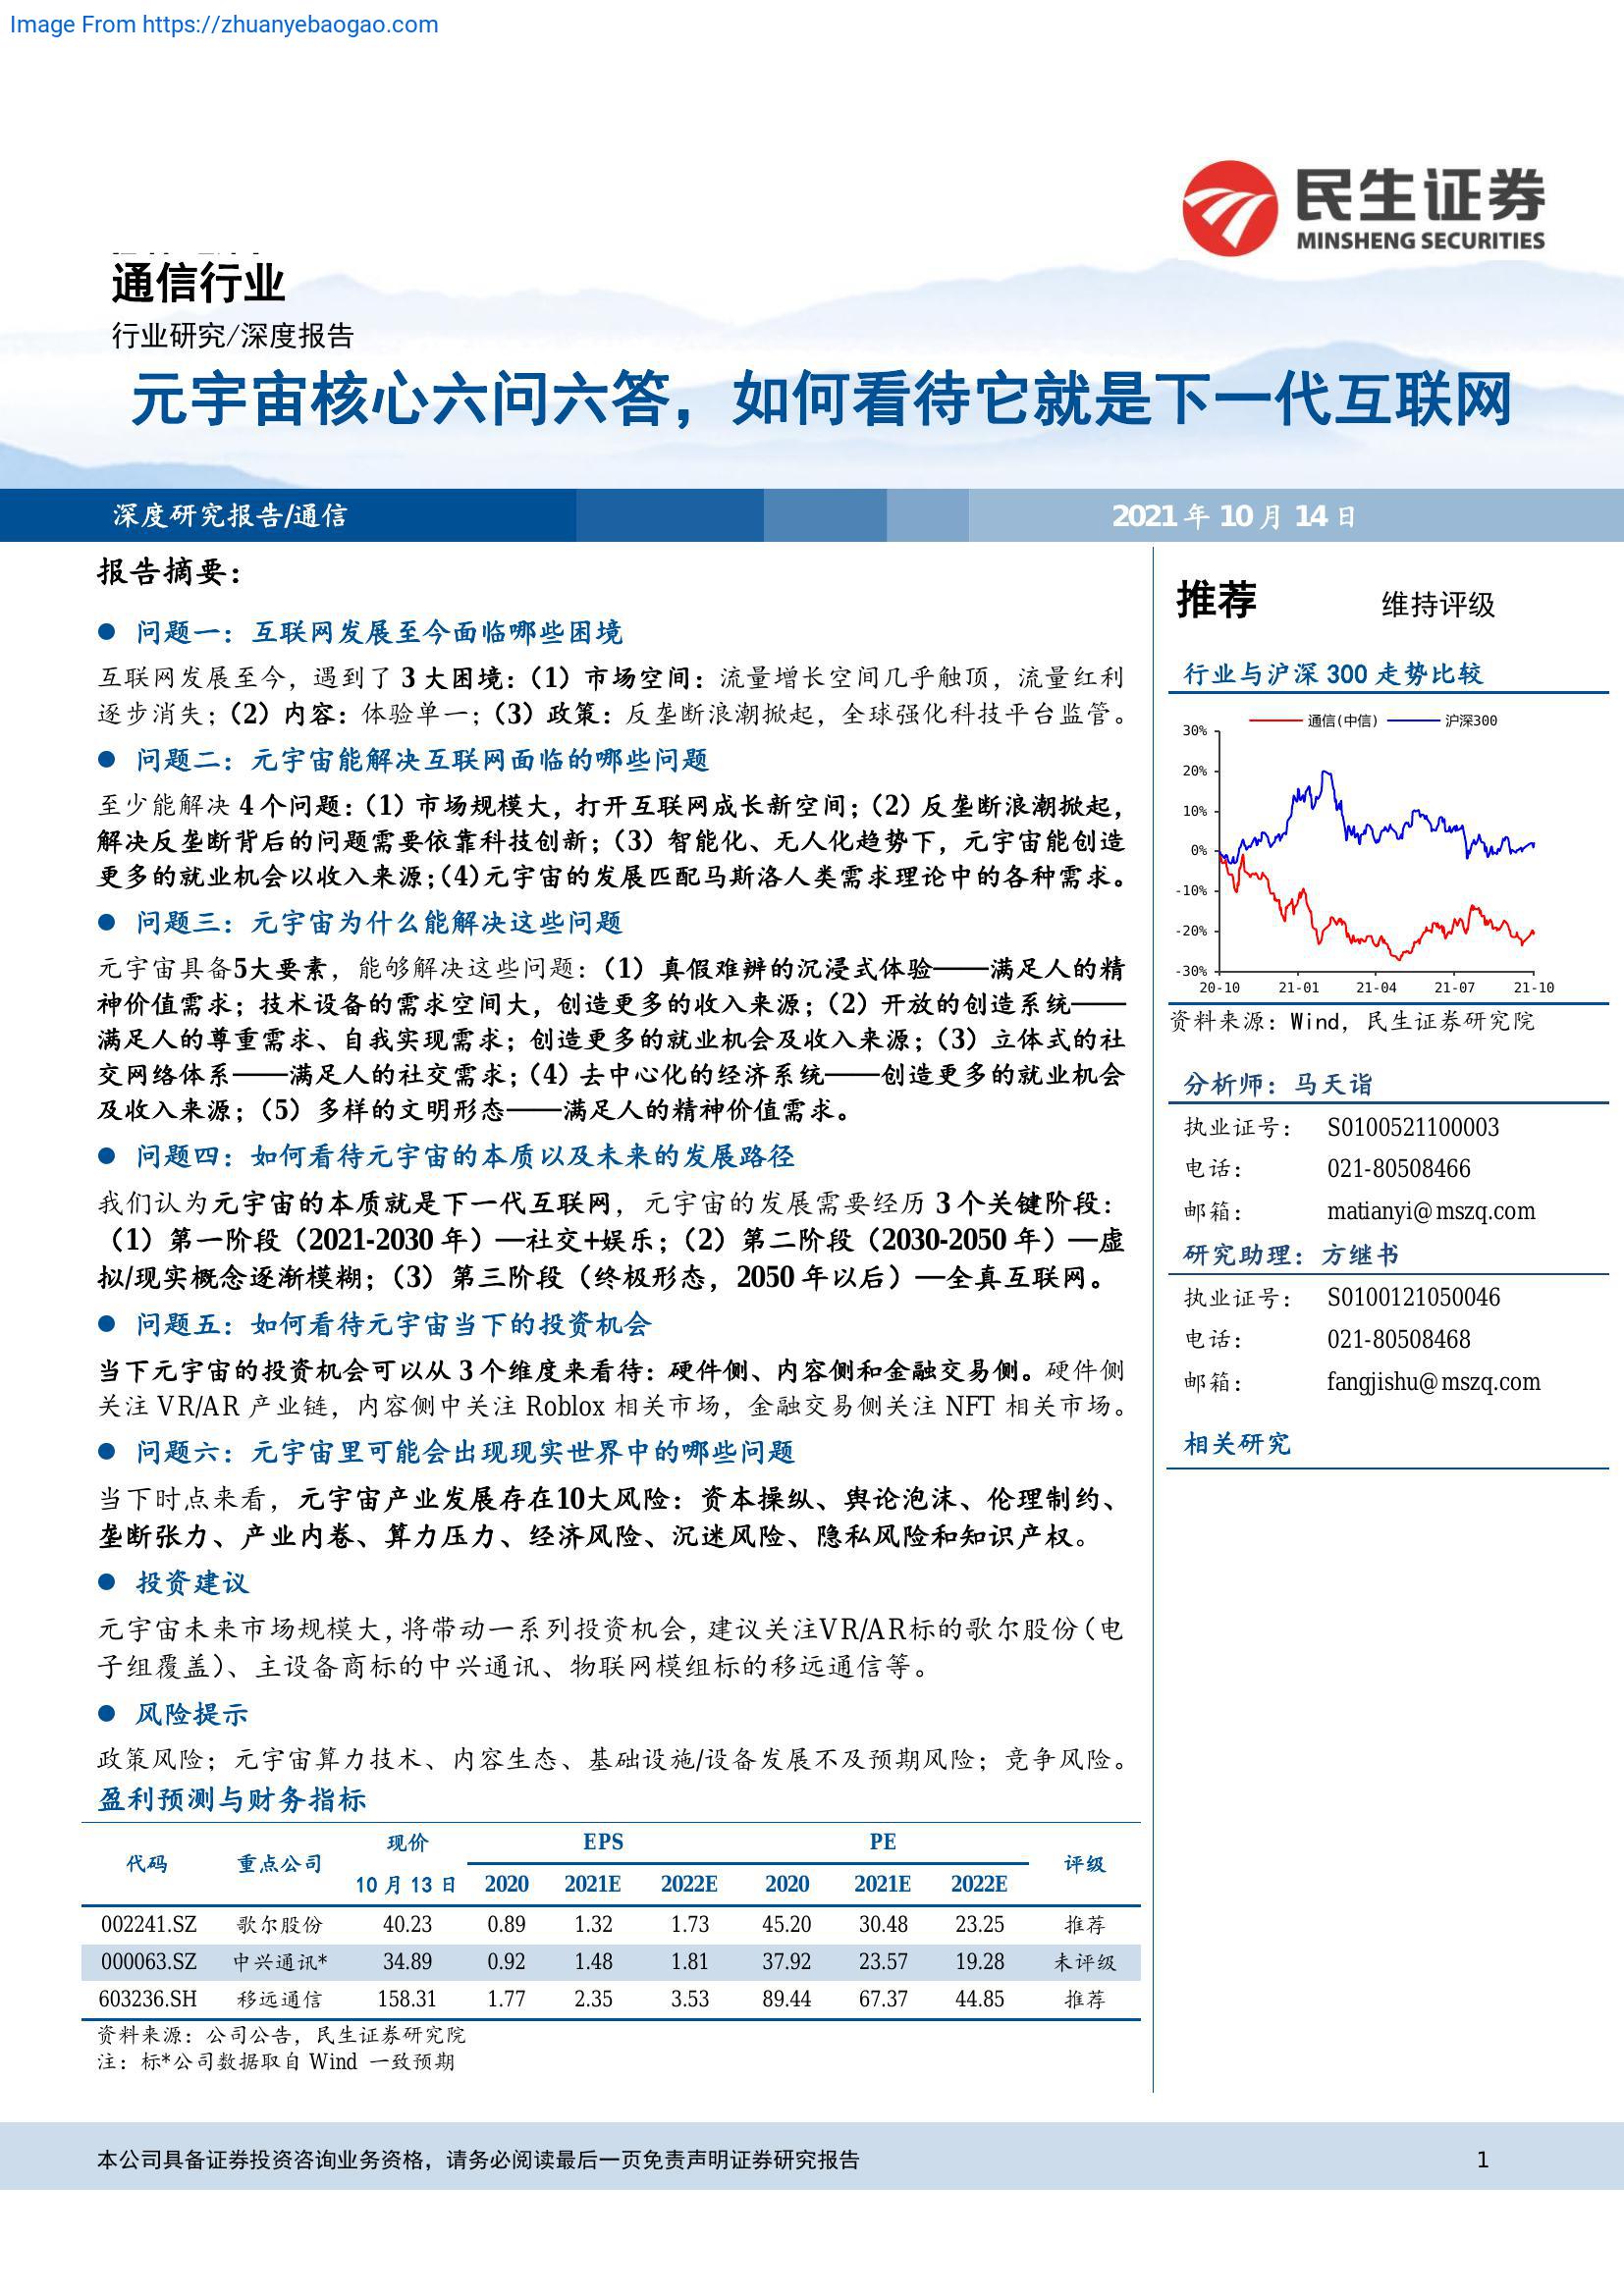 Image From https://zhuanyebaogao.com
民生证券
MINSHENG SECURITIES
通信行业
行业研究/深度报告
元宇宙核心六问六答，如何看待它就是下一代互联网
深度研究报告/通信
2021 年 10 月 14 日
报告摘要：
● 问题一：互联网发展至今面临哪些困境
互联网发展至今，遇到了 3 大困境：（1）市场空间：流量增长空间几乎触顶，流量红利
逐步消失；（2）内容：体验单一；（3）政策：反垄断浪潮掀起，全球强化科技平台监管。
● 问题二：元宇宙能解决互联网面临的哪些问题
至少能解决 4 个问题：（1）市场规模大，打开互联网成长新空间；（2）反垄断浪潮掀起，
解决反垄断背后的问题需要依靠科技创新；（3）智能化、无人化趋势下，元宇宙能创造
更多的就业机会以收入来源；（4）元宇宙的发展匹配马斯洛人类需求理论中的各种需求。
● 问题三：元宇宙为什么能解决这些问题
元宇宙具备5大要素，能够解决这些问题：（1）真假难辨的沉浸式体验——满足人的精
神价值需求；技术设备的需求空间大，创造更多的收入来源；（2）开放的创造系统——
满足人的尊重需求、自我实现需求；创造更多的就业机会及收入来源；（3）立体式的社
交网络体系——满足人的社交需求；（4）去中心化的经济系统——创造更多的就业机会
及收入来源；（5）多样的文明形态——满足人的精神价值需求。
● 问题四：如何看待元宇宙的本质以及未来的发展路径
我们认为元宇宙的本质就是下一代互联网，元宇宙的发展需要经历 3 个关键阶段：
（1）第一阶段（2021-2030 年）—社交+娱乐；（2）第二阶段（2030-2050 年）—虚
拟/现实概念逐渐模糊；（3）第三阶段（终极形态，2050 年以后）—全真互联网。
● 问题五：如何看待元宇宙当下的投资机会
当下元宇宙的投资机会可以从 3 个维度来看待：硬件侧、内容侧和金融交易侧。硬件侧
关注 VR/AR 产业链，内容侧中关注 Roblox 相关市场，金融交易侧关注 NFT 相关市场。
● 问题六：元宇宙里可能会出现现实世界中的哪些问题
当下时点来看，元宇宙产业发展存在10大风险：资本操纵、舆论泡沫、伦理制约、
垄断张力、产业内卷、算力压力、经济风险、沉迷风险、隐私风险和知识产权。
● 投资建议
元宇宙未来市场规模大，将带动一系列投资机会，建议关注VR/AR标的歌尔股份（电
子组覆盖）、主设备商标的中兴通讯、物联网模组标的移远通信等。
● 风险提示
政策风险；元宇宙算力技术、内容生态、基础设施/设备发展不及预期风险；竞争风险。
盈利预测与财务指标
代码 重点公司 现价 EPS PE 评级
10 月 13 日 2020 2021E 2022E 2020 2021E 2022E
002241.SZ 歌尔股份 40.23 0.89 1.32 1.73 45.20 30.48 23.25 推荐
000063.SZ 中兴通讯* 34.89 0.92 1.48 1.81 37.92 23.57 19.28 未评级
603236.SH 移远通信 158.31 1.77 2.35 3.53 89.44 67.37 44.85 推荐
资料来源：公司公告，民生证券研究院
注：标*公司数据取自 Wind 一致预期
推荐 维持评级
行业与沪深 300 走势比较
通信(中信) 沪深300
30%
20%
10%
0%
-10%
-20%
-30%
20-10 21-01 21-04 21-07 21-10
资料来源：Wind，民生证券研究院
分析师：马天诣
执业证号： S0100521100003
电话： 021-80508466
邮箱： matianyi@mszq.com
研究助理：方继书
执业证号： S0100121050046
电话： 021-80508468
邮箱： fangjishu@mszq.com
相关研究
本公司具备证券投资咨询业务资格，请务必阅读最后一页免责声明证券研究报告
1